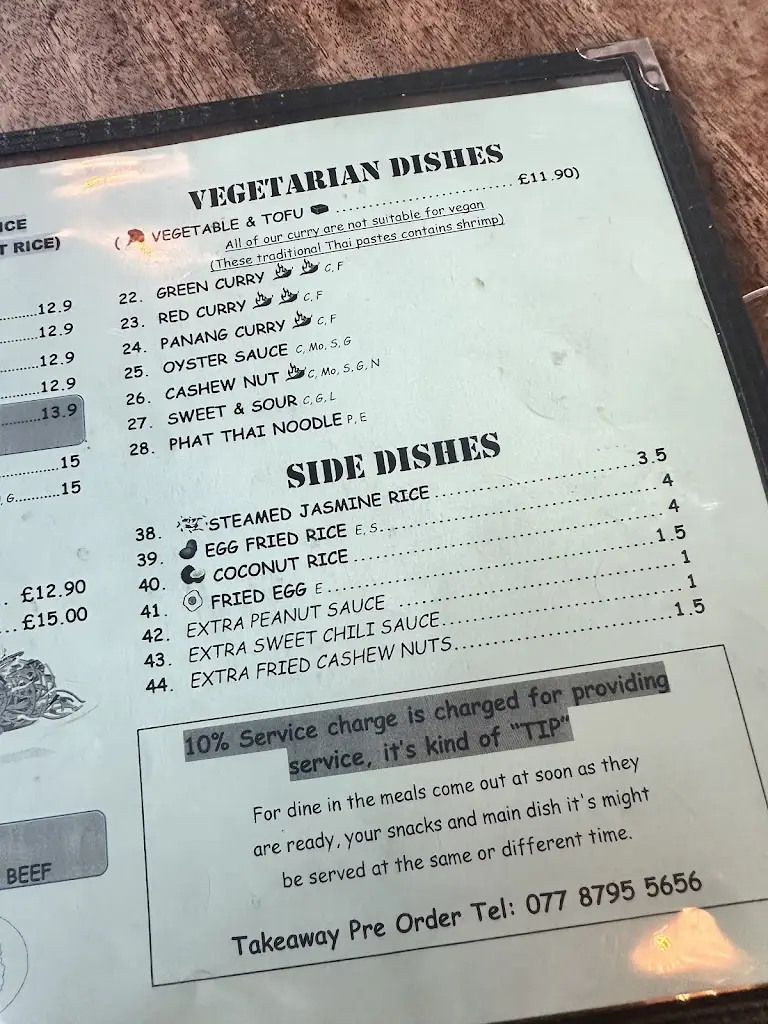 ICE
T RICE)
..........12.9
..........12.9
..........12.9
..........12.9
..........13.9
..........15
, G..........15
... £12.90
... £15.00
BEEF
VEGETARIAN DISHES
( VEGETABLE & TOFU .............................. £11.90)
All of our curry are not suitable for vegan
(These traditional Thai pastes contains shrimp)
22. GREEN CURRY C, F
23. RED CURRY C, F
24. PANANG CURRY C, F
25. OYSTER SAUCE C, Mo, S, G
26. CASHEW NUT C, Mo, S, G, N
27. SWEET & SOUR C, G, L
28. PHAT THAI NOODLE P, E
SIDE DISHES
38. STEAMED JASMINE RICE..............................3.5
39. EGG FRIED RICE E, S..............................4
40. COCONUT RICE..............................4
41. FRIED EGG E..............................1.5
42. EXTRA PEANUT SAUCE ..............................1
43. EXTRA SWEET CHILI SAUCE..............................1
44. EXTRA FRIED CASHEW NUTS..............................1.5
10% Service charge is charged for providing
service, it's kind of "TIP"
For dine in the meals come out at soon as they
are ready, your snacks and main dish it's might
be served at the same or different time.
Takeaway Pre Order Tel: 077 8795 5656